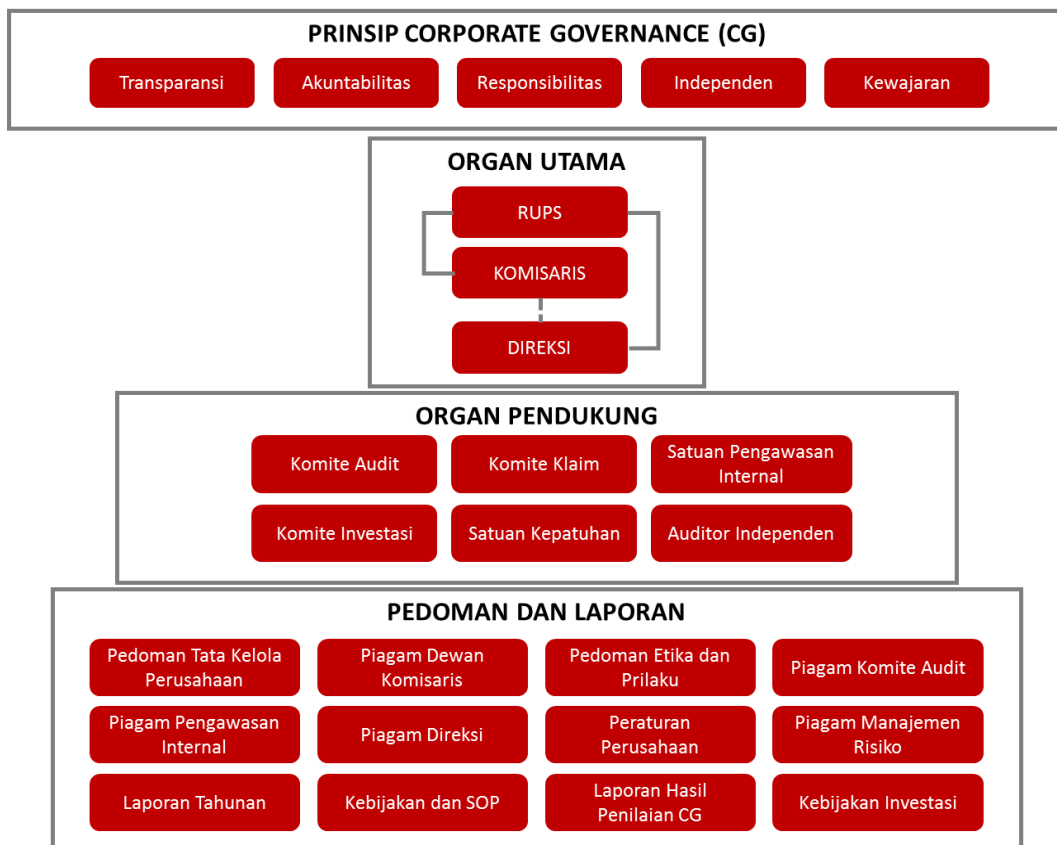 PRINSIP CORPORATE GOVERNANCE (CG)
Transparansi
Akuntabilitas
Responsibilitas
Independen
Kewajaran
ORGAN UTAMA
RUPS
KOMISARIS
DIREKSI
ORGAN PENDUKUNG
Komite Audit
Komite Klaim
Satuan Pengawasan
Internal
Komite Investasi
Satuan Kepatuhan
Auditor Independen
PEDOMAN DAN LAPORAN
Pedoman Tata Kelola
Perusahaan
Piagam Dewan
Komisaris
Pedoman Etika dan
Prilaku
Piagam Komite Audit
Piagam Pengawasan
Internal
Piagam Direksi
Peraturan
Perusahaan
Piagam Manajemen
Risiko
Laporan Tahunan
Kebijakan dan SOP
Laporan Hasil
Penilaian CG
Kebijakan Investasi